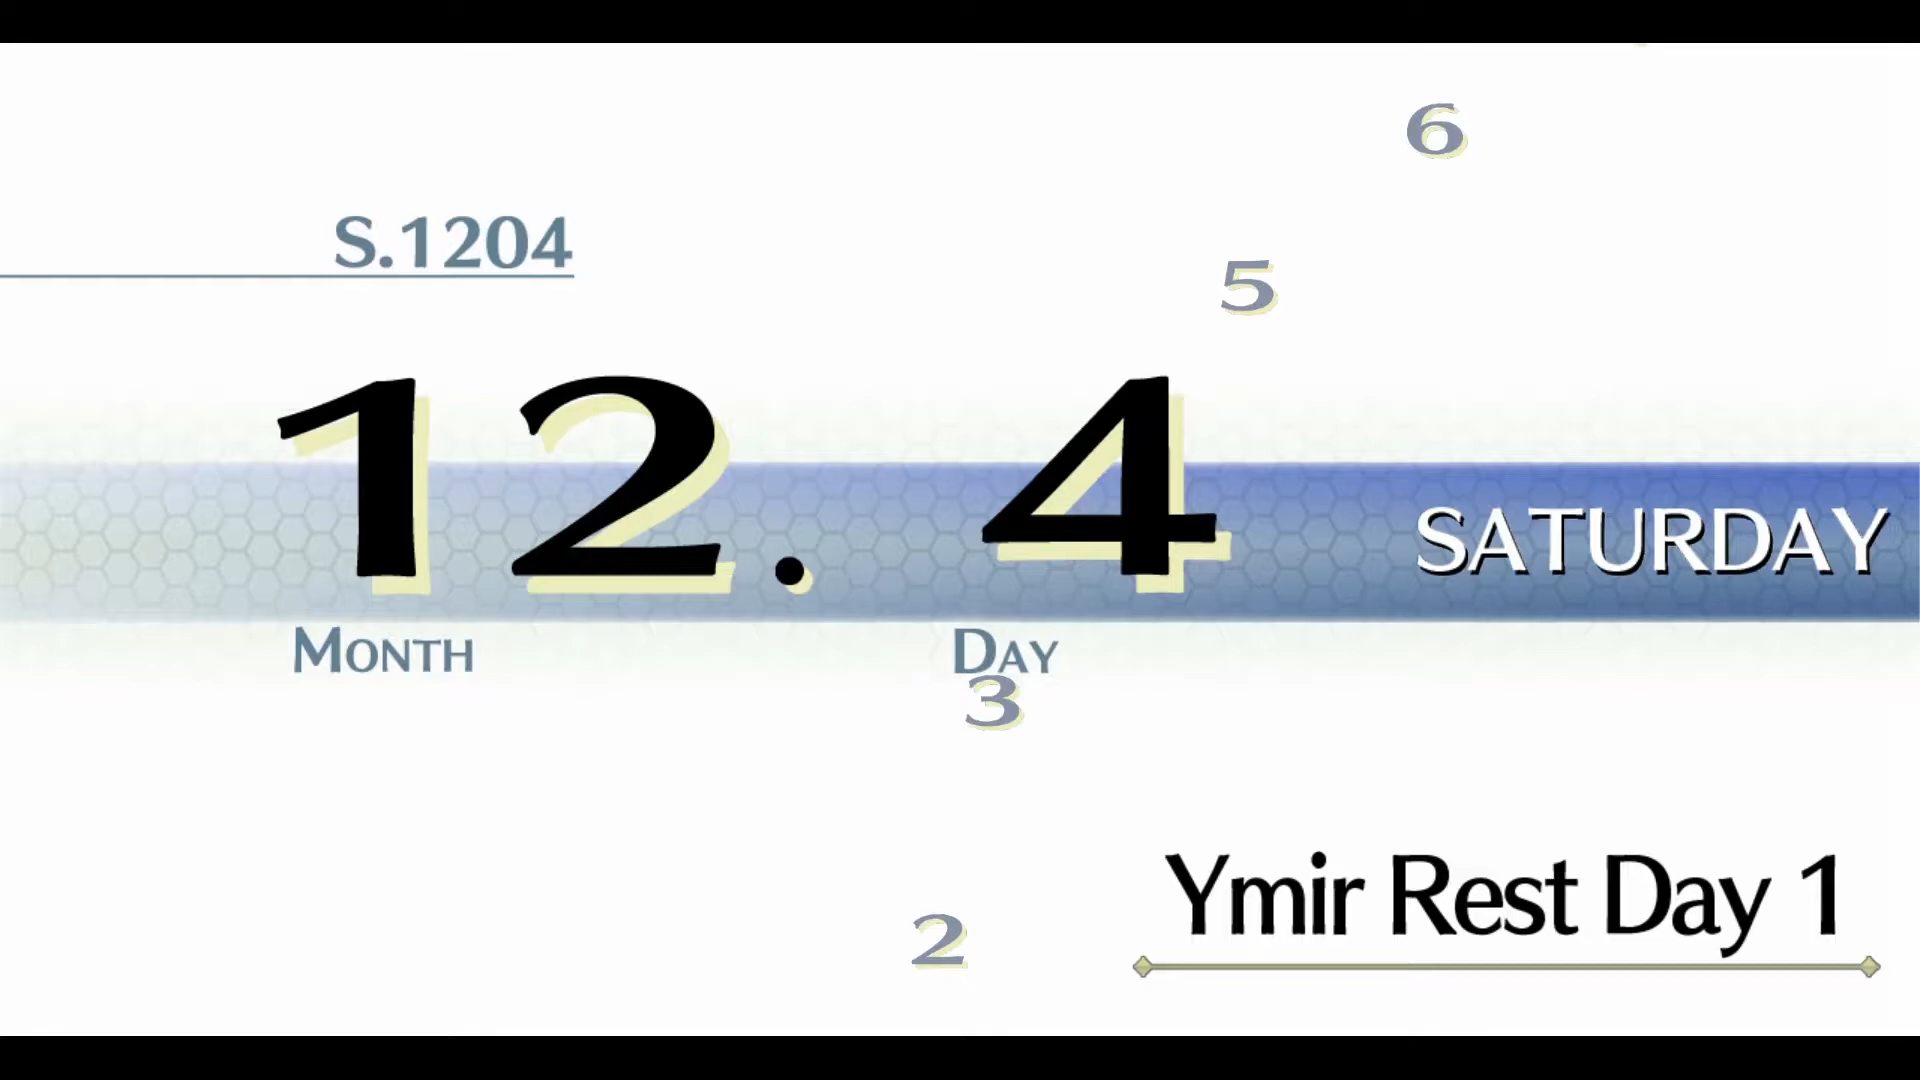 6
S.1204
5
12. 4
SATURDAY
MONTH DAY
3
Ymir Rest Day 1
2